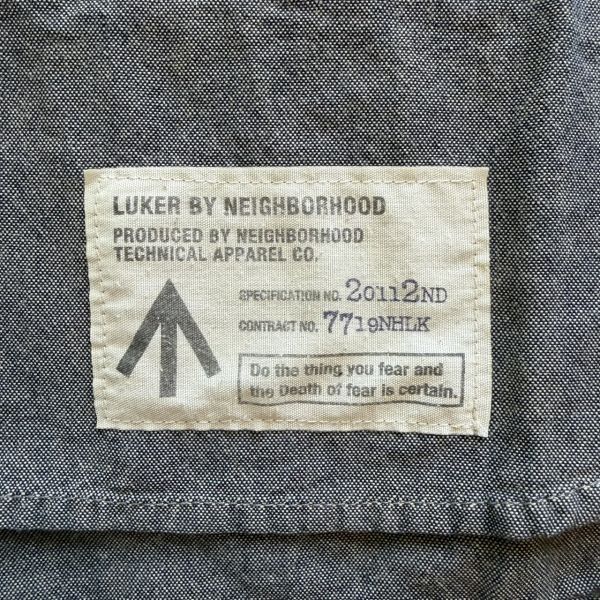 LUKER BY NEIGHBORHOOD
PRODUCED BY NEIGHBORHOOD
TECHNICAL APPAREL CO.
SPECIFICATION NO. 20112ND
CONTRACT NO. 7719NHLK
Do the thing you fear and
the Death of fear is certain.